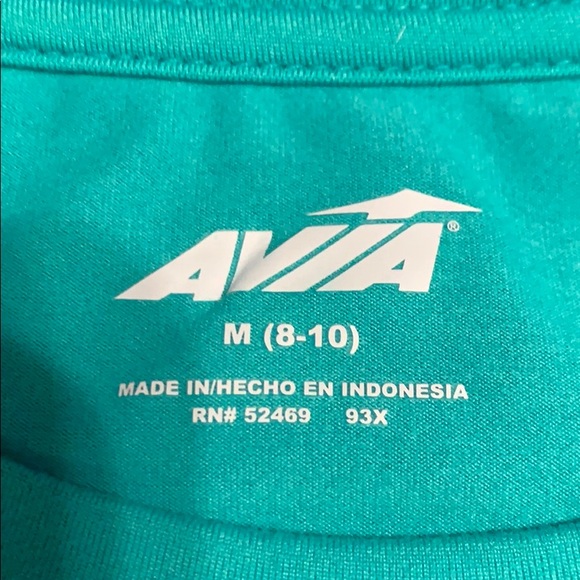 AVIA®
M (8-10)
MADE IN/HECHO EN INDONESIA
RN# 52469 93X